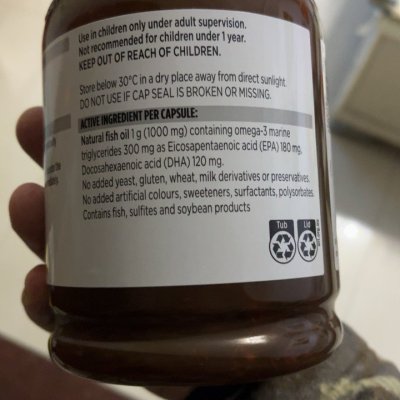 Use in children only under adult supervision.
Not recommended for children under 1 year.
KEEP OUT OF REACH OF CHILDREN.
Store below 30°C in a dry place away from direct sunlight.
DO NOT USE IF CAP SEAL IS BROKEN OR MISSING.
ACTIVE INGREDIENT PER CAPSULE:
Natural fish oil 1 g (1000 mg) containing omega-3 marine
triglycerides 300 mg as Eicosapentaenoic acid (EPA) 180 mg,
Docosahexaenoic acid (DHA) 120 mg.
No added yeast, gluten, wheat, milk derivatives or preservatives.
No added artificial colours, sweeteners, surfactants, polysorbates.
Contains fish, sulfites and soybean products
Tub Lid